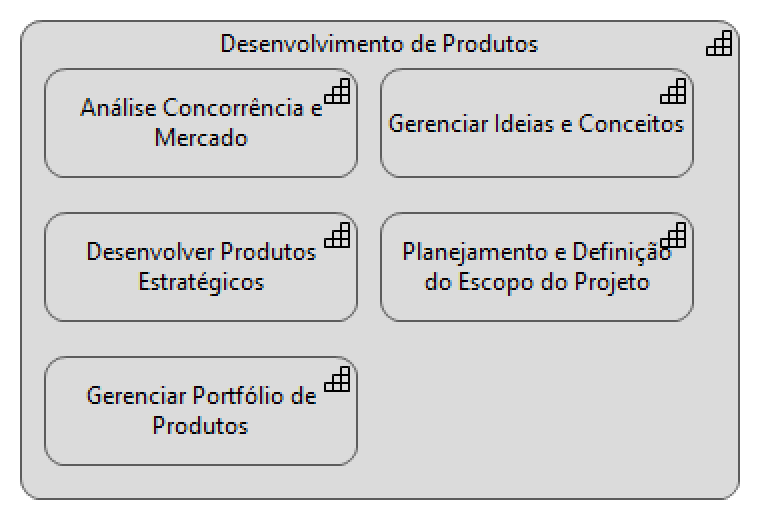 Desenvolvimento de Produtos
Análise Concorrência e
Mercado
Gerenciar Ideias e Conceitos
Desenvolver Produtos
Estratégicos
Planejamento e Definição
do Escopo do Projeto
Gerenciar Portfólio de
Produtos